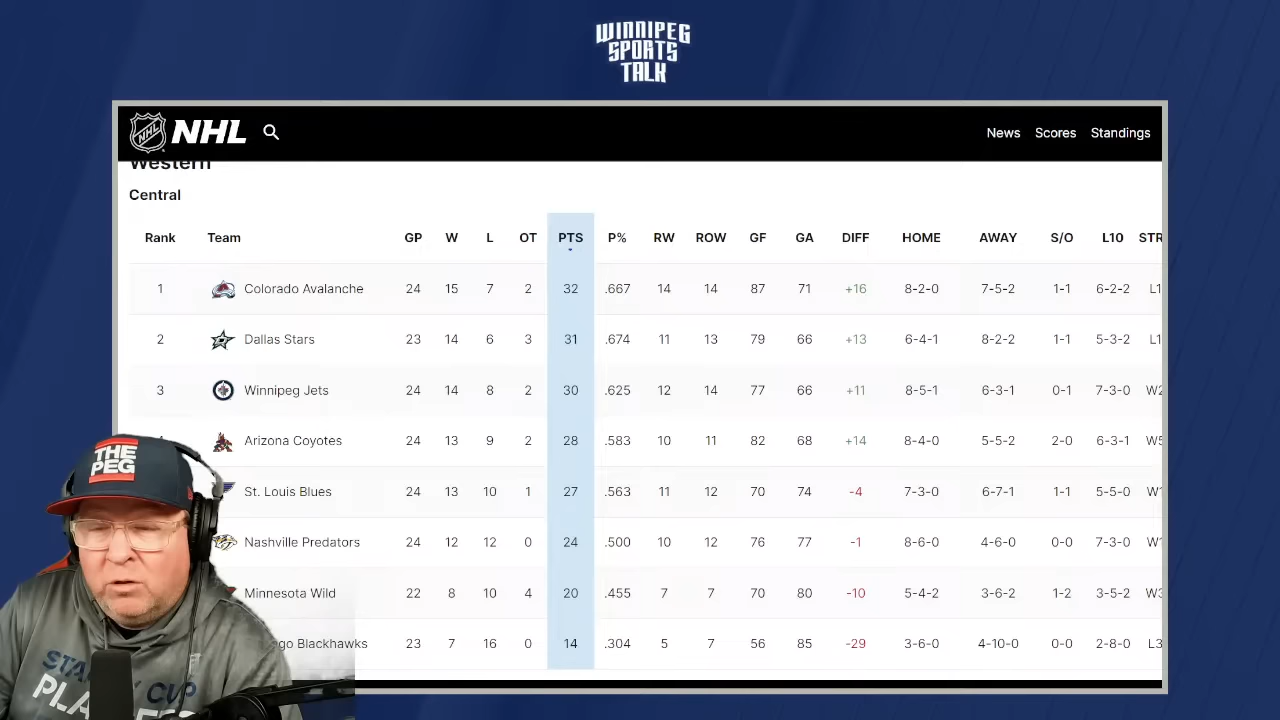 WINNIPEG
SPORTS
TALK
NHL NHL News Scores Standings
Western
Central
Rank Team GP W L OT PTS P% RW ROW GF GA DIFF HOME AWAY S/O L10 STR
1 Colorado Avalanche 24 15 7 2 32 .667 14 14 87 71 +16 8-2-0 7-5-2 1-1 6-2-2 L1
2 Dallas Stars 23 14 6 3 31 .674 11 13 79 66 +13 6-4-1 8-2-2 1-1 5-3-2 L1
3 Winnipeg Jets 24 14 8 2 30 .625 12 14 77 66 +11 8-5-1 6-3-1 0-1 7-3-0 W2
Arizona Coyotes 24 13 9 2 28 .583 10 11 82 68 +14 8-4-0 5-5-2 2-0 6-3-1 W5
St. Louis Blues 24 13 10 1 27 .563 11 12 70 74 -4 7-3-0 6-7-1 1-1 5-5-0 W1
Nashville Predators 24 12 12 0 24 .500 10 12 76 77 -1 8-6-0 4-6-0 0-0 7-3-0 W1
Minnesota Wild 22 8 10 4 20 .455 7 7 70 80 -10 5-4-2 3-6-2 1-2 3-5-2 W3
go Blackhawks 23 7 16 0 14 .304 5 7 56 85 -29 3-6-0 4-10-0 0-0 2-8-0 L3
THE
PEG